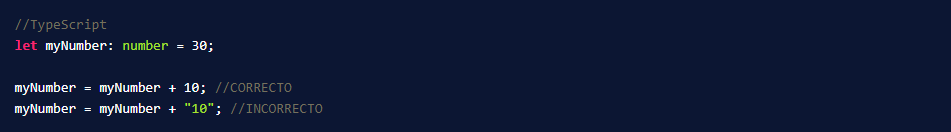 //TypeScript
let myNumber: number = 30;
myNumber = myNumber + 10; //CORRECTO
myNumber = myNumber + "10"; //INCORRECTO